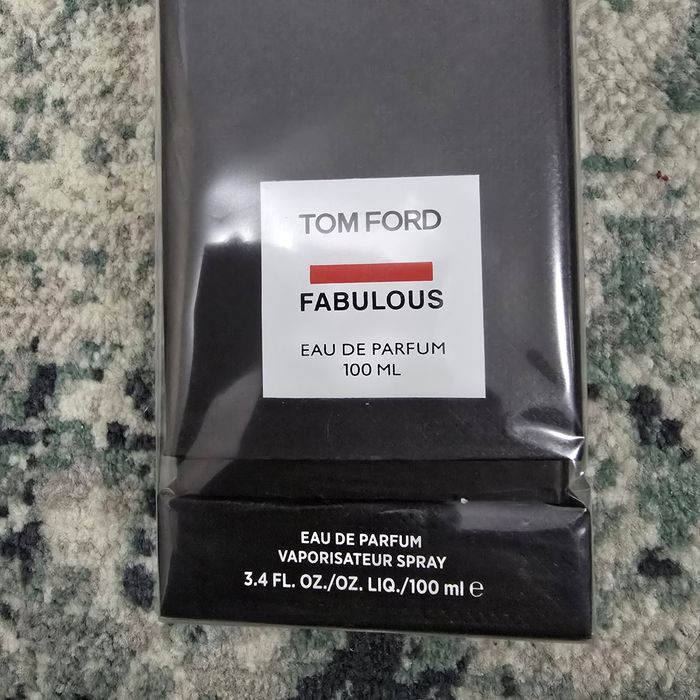 TOM FORD
FABULOUS
EAU DE PARFUM
100 ML
EAU DE PARFUM
VAPORISATEUR SPRAY
3.4 FL. OZ./OZ. LIQ./100 ml ℮